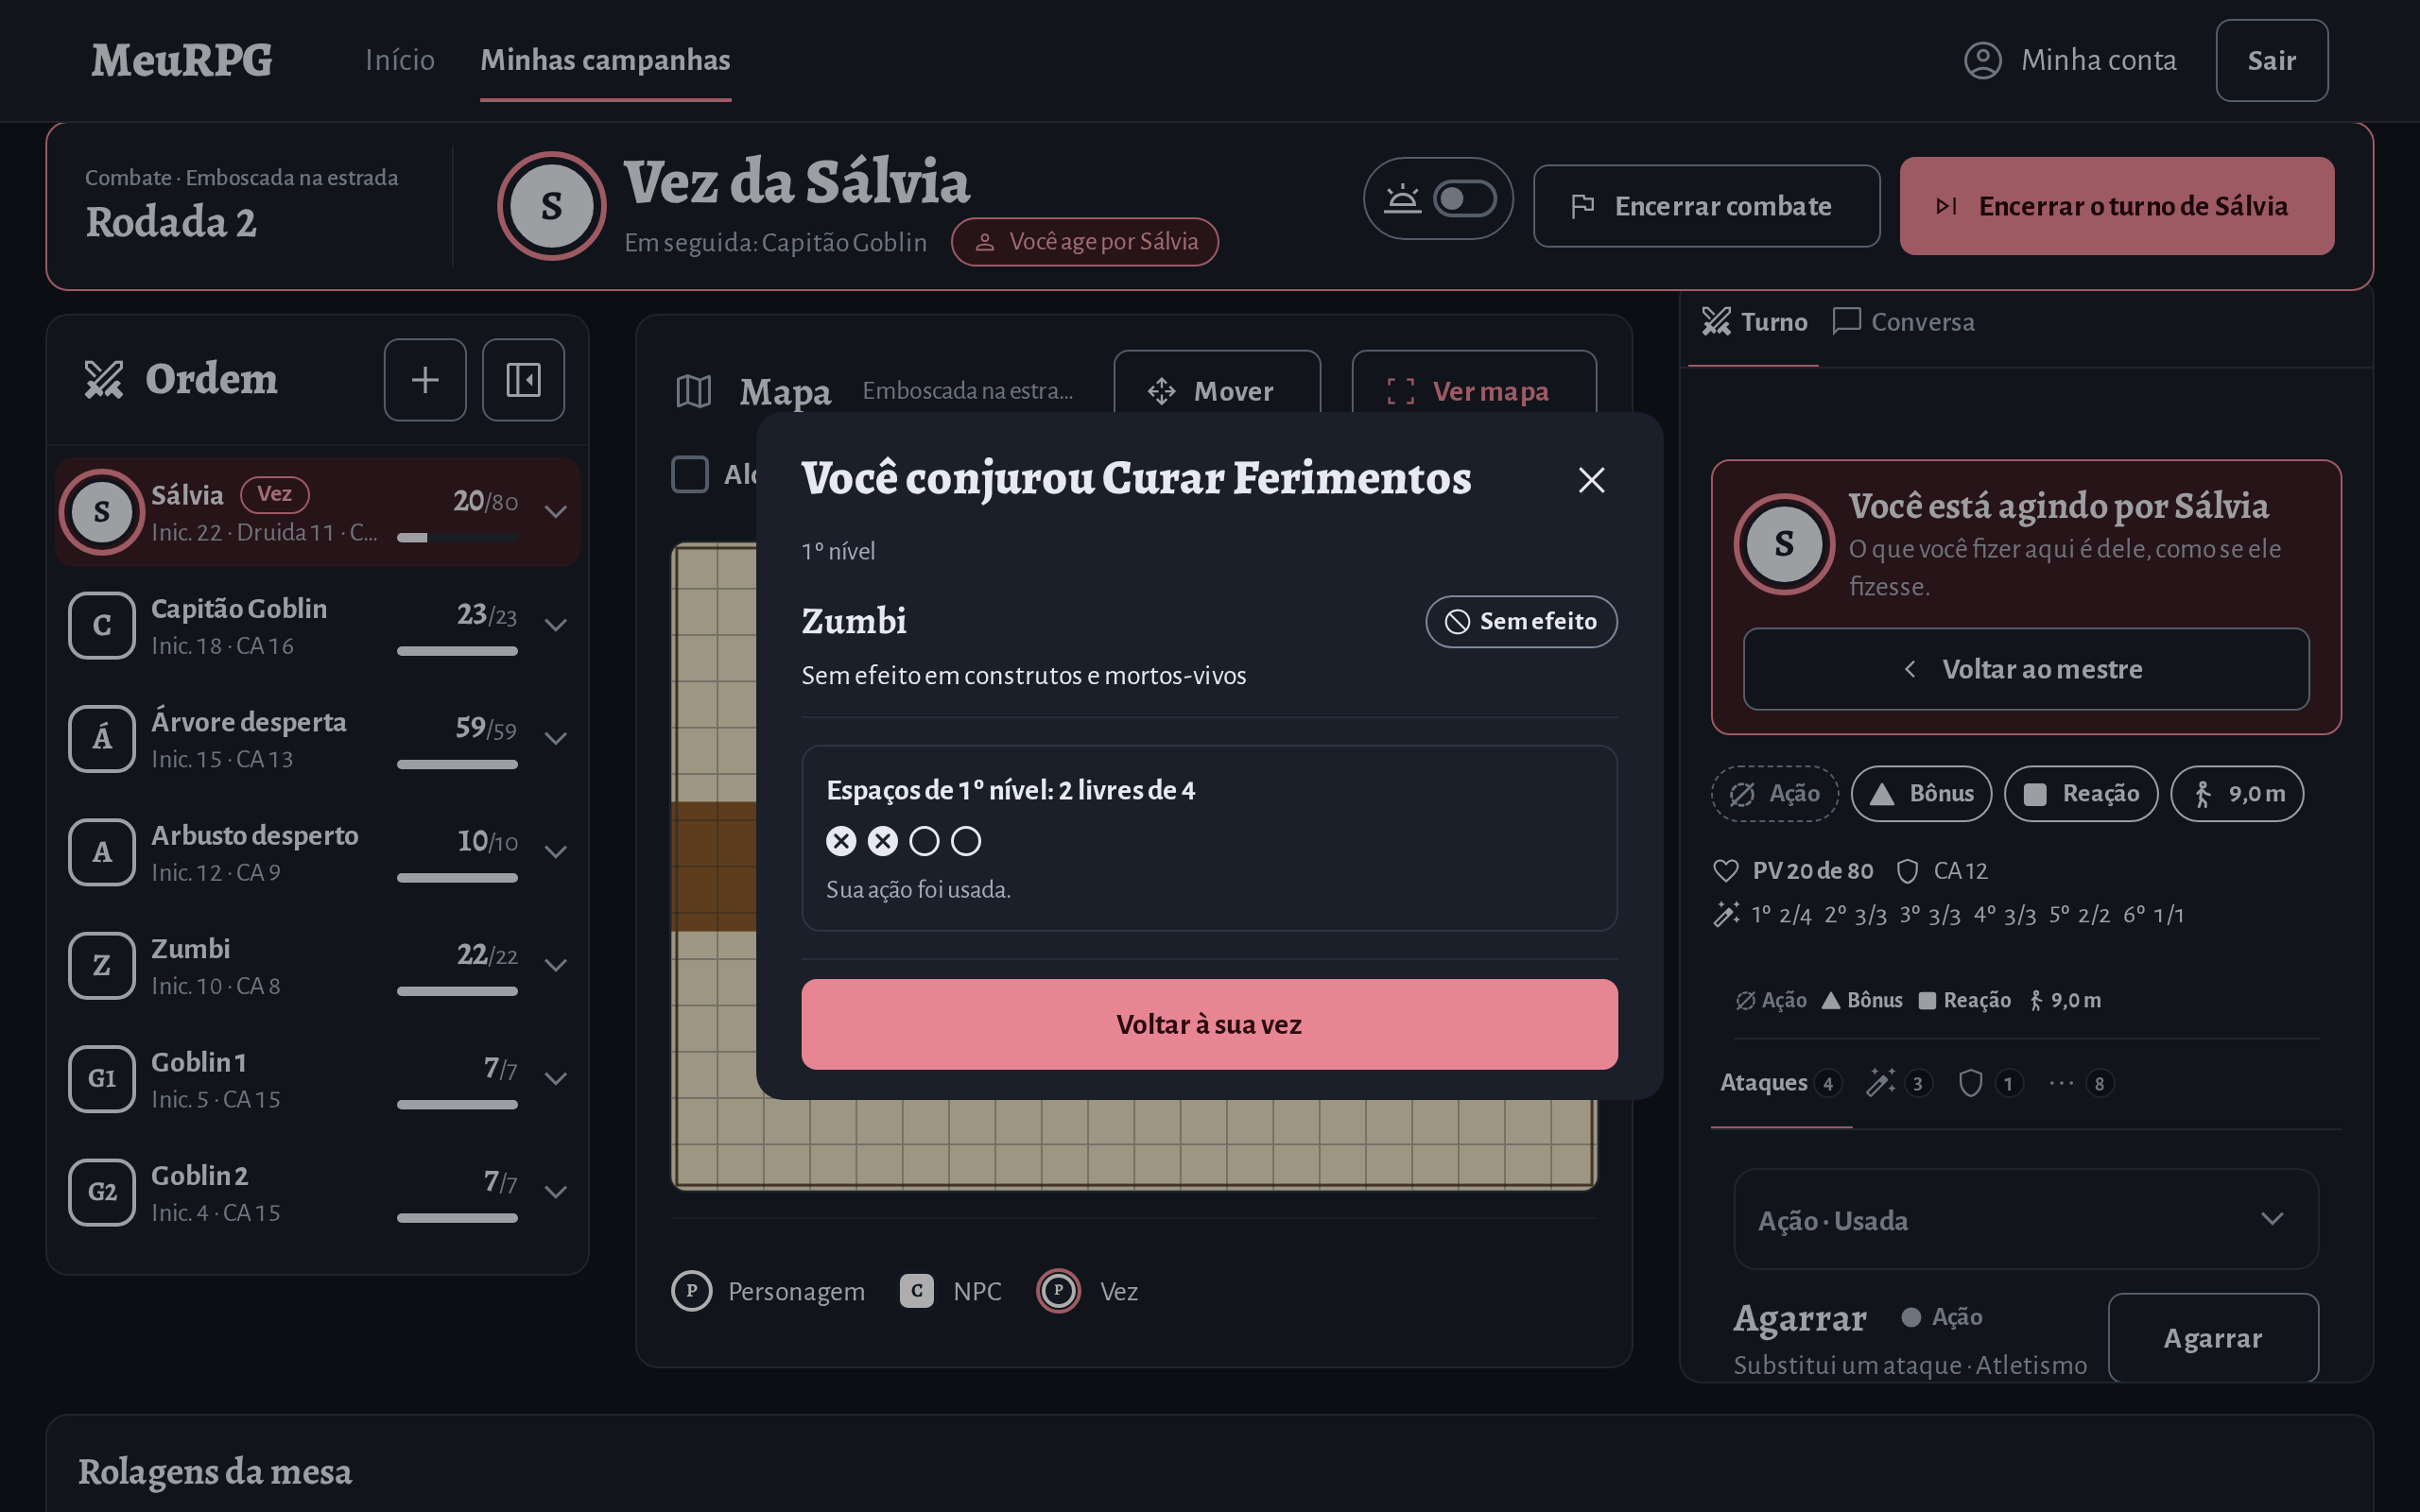 MeuRPG
Início
Minhas campanhas
Minha conta
Sair
Combate · Emboscada na estrada
Rodada 2
S
Vez da Sálvia
Em seguida: Capitão Goblin
Você age por Sálvia
Encerrar combate
Encerrar o turno de Sálvia
Ordem
S
Sálvia
Vez
Inic. 22 · Druida 11 · C...
20/80
C
Capitão Goblin
Inic. 18 · CA 16
23/23
Á
Árvore desperta
Inic. 15 · CA 13
59/59
A
Arbusto desperto
Inic. 12 · CA 9
10/10
Z
Zumbi
Inic. 10 · CA 8
22/22
G1
Goblin 1
Inic. 5 · CA 15
7/7
G2
Goblin 2
Inic. 4 · CA 15
7/7
Mapa
Emboscada na estra...
Mover
Ver mapa
Você conjurou Curar Ferimentos
1º nível
Zumbi
Sem efeito
Sem efeito em construtos e mortos-vivos
Espaços de 1º nível: 2 livres de 4
Sua ação foi usada.
Voltar à sua vez
P
Personagem
C
NPC
P
Vez
Turno
Conversa
S
Você está agindo por Sálvia
O que você fizer aqui é dele, como se ele
fizesse.
Voltar ao mestre
Ação
Bônus
Reação
9,0 m
PV 20 de 80
CA 12
1º 2/4 2º 3/3 3º 3/3 4º 3/3 5º 2/2 6º 1/1
Ação
Bônus
Reação
9,0 m
Ataques 4
3
1
··· 8
Ação · Usada
Agarrar
Ação
Substitui um ataque · Atletismo
Agarrar
Rolagens da mesa